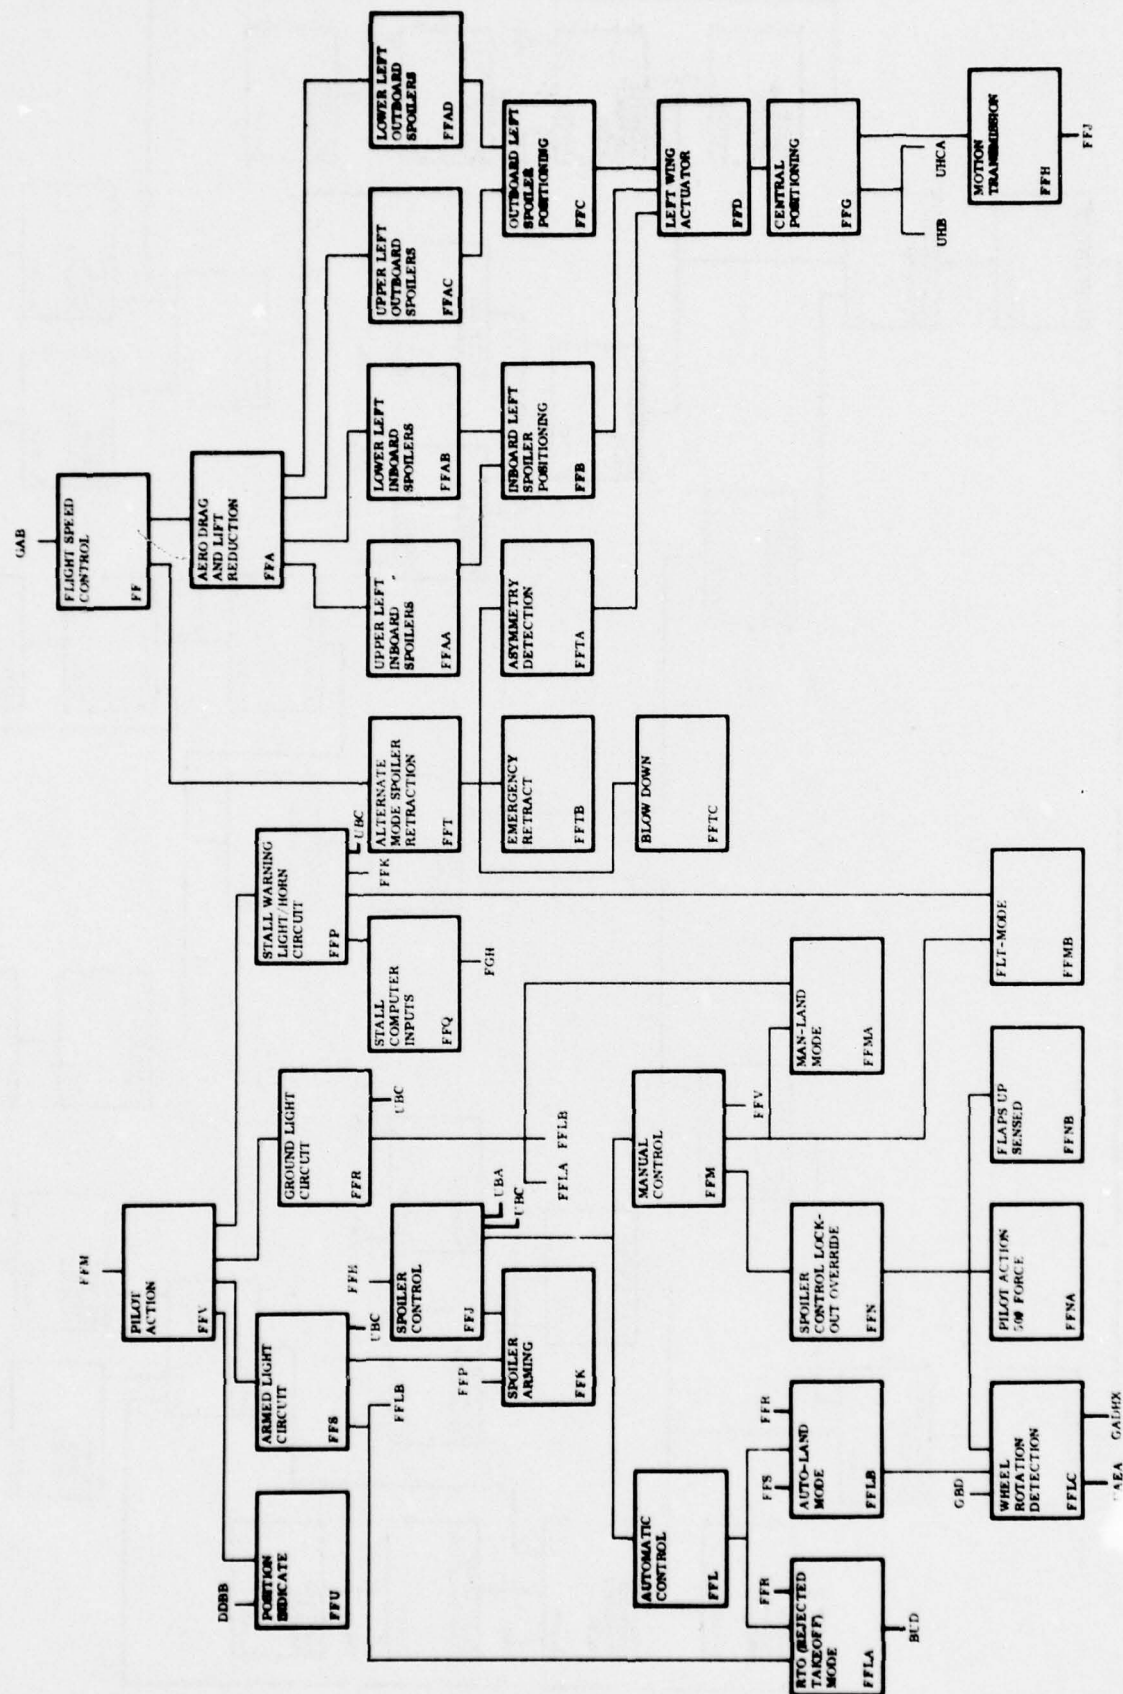 GAB
FLIGHT SPEED
CONTROL
FF
AERO DRAG
AND LIFT
REDUCTION
FFA
UPPER LEFT
INBOARD
SPOILERS
FFAA
LOWER LEFT
INBOARD
SPOILERS
FFAB
UPPER LEFT
OUTBOARD
SPOILERS
FFAC
LOWER LEFT
OUTBOARD
SPOILERS
FFAD
ALTERNATE
MODE SPOILER
RETRACTION
FFT
EMERGENCY
RETRACT
FFTB
ASYMMETRY
DETECTION
FFTA
INBOARD LEFT
SPOILER
POSITIONING
FFB
OUTBOARD LEFT
SPOILER
POSITIONING
FFC
BLOW DOWN
FFTC
LEFT WING
ACTUATOR
FFD
CENTRAL
POSITIONING
FFG
UHB
UHCA
MOTION
TRANSMISSION
FFH
FFJ
FFM
PILOT
ACTION
FFV
DDBB
POSITION
INDICATE
FFU
ARMED LIGHT
CIRCUIT
FFS
UBC
FFLB
GROUND LIGHT
CIRCUIT
FFR
UBC
FFLA
FFLB
STALL WARNING
LIGHT/HORN
CIRCUIT
FFP
UBC
FFK
STALL
COMPUTER
INPUTS
FFQ
FGH
FFH
SPOILER
CONTROL
FFJ
UBA
UBC
FFP
SPOILER
ARMING
FFK
AUTOMATIC
CONTROL
FFL
MANUAL
CONTROL
FFM
FFV
FFR
RTO (REJECTED
TAKEOFF)
MODE
FFLA
BUD
FFS
FFR
AUTO-LAND
MODE
FFLB
SPOILER
CONTROL LOCK-
OUT OVERRIDE
FFN
MAN-LAND
MODE
FFMA
GBD
WHEEL
ROTATION
DETECTION
FFLC
GADHX
PILOT ACTION
FORCE
FFNA
FLAPS UP
SENSED
FFNB
FLT-MODE
FFMB